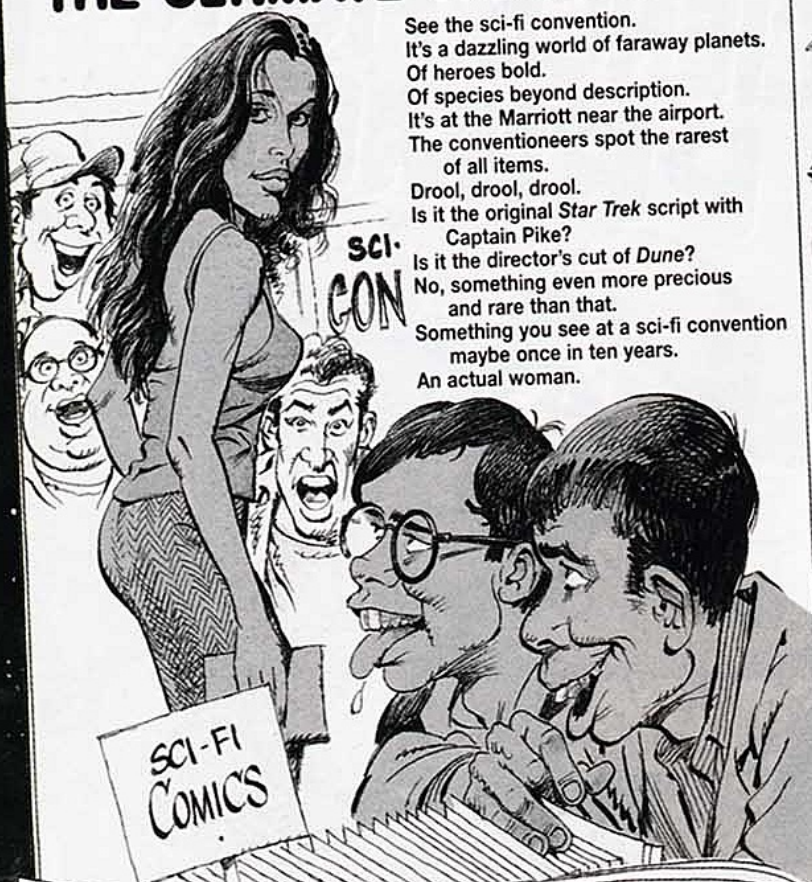 See the sci-fi convention.
It's a dazzling world of faraway planets.
Of heroes bold.
Of species beyond description.
It's at the Marriott near the airport.
The conventioneers spot the rarest
of all items.
Drool, drool, drool.
Is it the original Star Trek script with
Captain Pike?
Is it the director's cut of Dune?
No, something even more precious
and rare than that.
Something you see at a sci-fi convention
maybe once in ten years.
An actual woman.
SCI-
CON
SCI-FI
COMICS